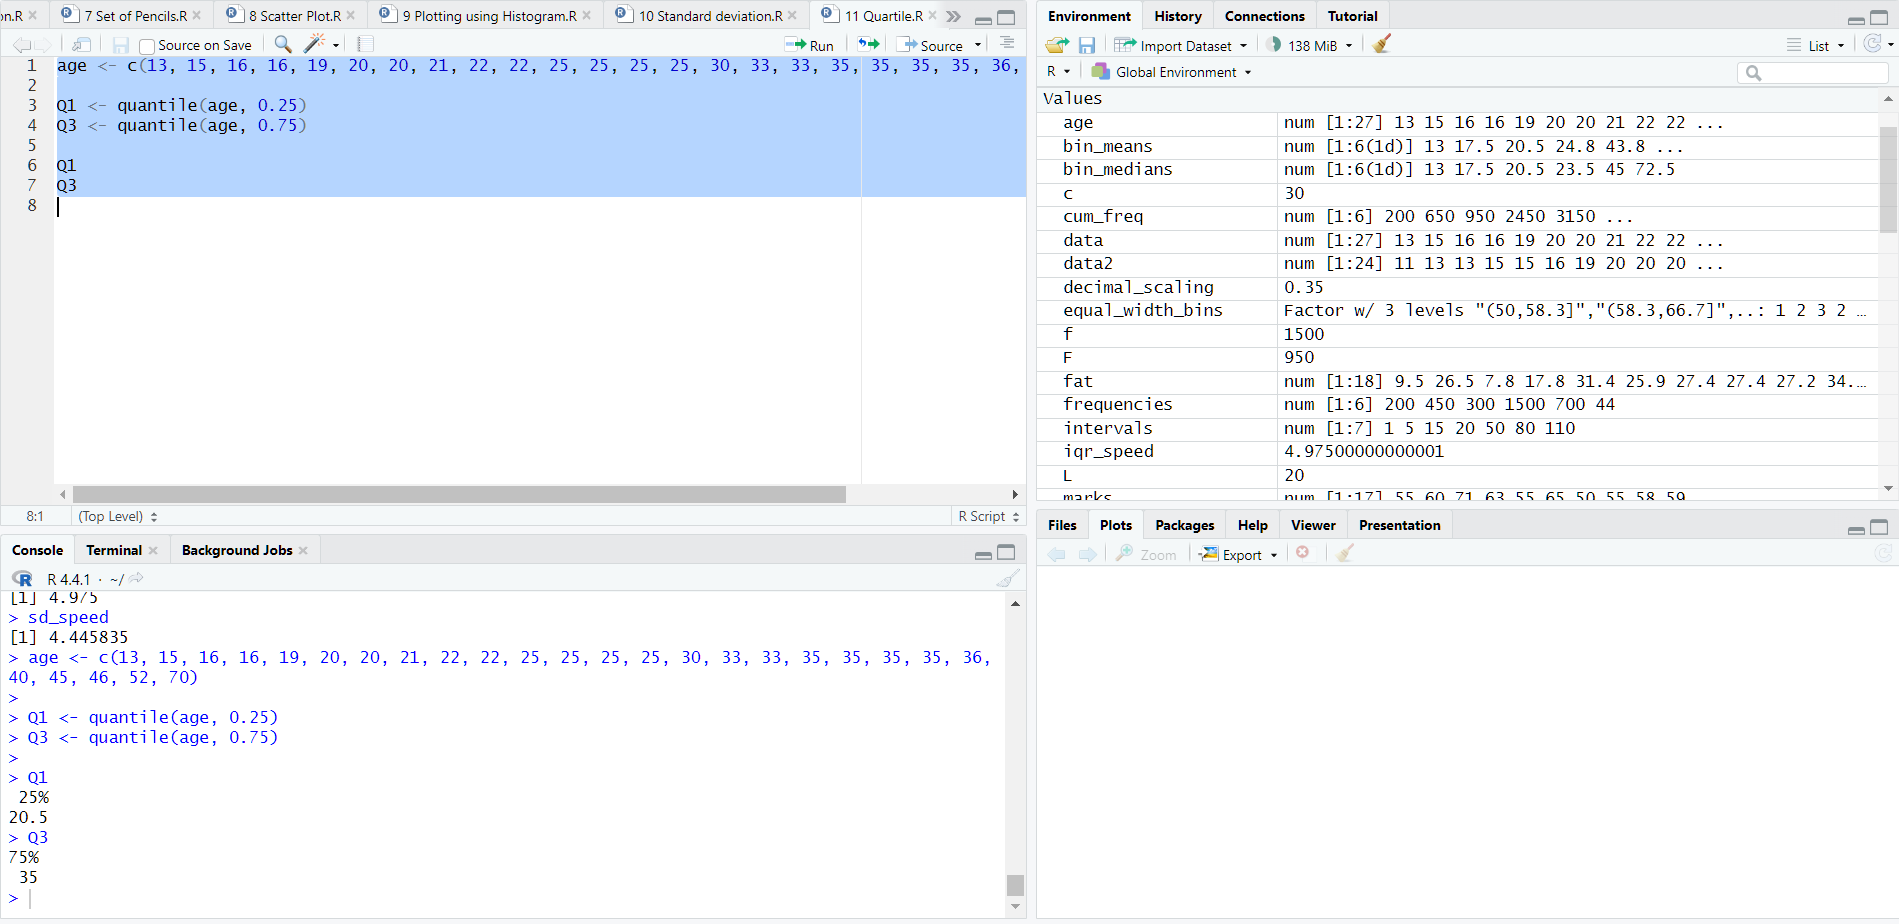 on.R
7 Set of Pencils.R
8 Scatter Plot.R
9 Plotting using Histogram.R
10 Standard deviation.R
11 Quartile.R
Source on Save
Run
Source
1 age <- c(13, 15, 16, 16, 19, 20, 20, 21, 22, 22, 25, 25, 25, 25, 30, 33, 33, 35, 35, 35, 35, 36,
2
3 Q1 <- quantile(age, 0.25)
4 Q3 <- quantile(age, 0.75)
5
6 Q1
7 Q3
8
8:1 (Top Level) R Script
Console Terminal Background Jobs
R R 4.4.1 · ~/
[1] 4.975
> sd_speed
[1] 4.445835
> age <- c(13, 15, 16, 16, 19, 20, 20, 21, 22, 22, 25, 25, 25, 25, 30, 33, 33, 35, 35, 35, 35, 36,
40, 45, 46, 52, 70)
>
> Q1 <- quantile(age, 0.25)
> Q3 <- quantile(age, 0.75)
>
> Q1
25%
20.5
> Q3
75%
35
>
Environment History Connections Tutorial
Import Dataset 138 MiB List
R Global Environment
Values
age num [1:27] 13 15 16 16 19 20 20 21 22 22 ...
bin_means num [1:6(1d)] 13 17.5 20.5 24.8 43.8 ...
bin_medians num [1:6(1d)] 13 17.5 20.5 23.5 45 72.5
c 30
cum_freq num [1:6] 200 650 950 2450 3150 ...
data num [1:27] 13 15 16 16 19 20 20 21 22 22 ...
data2 num [1:24] 11 13 13 15 15 16 19 20 20 20 ...
decimal_scaling 0.35
equal_width_bins Factor w/ 3 levels "(50,58.3]","(58.3,66.7]",..: 1 2 3 2 …
f 1500
F 950
fat num [1:18] 9.5 26.5 7.8 17.8 31.4 25.9 27.4 27.4 27.2 34.…
frequencies num [1:6] 200 450 300 1500 700 44
intervals num [1:7] 1 5 15 20 50 80 110
iqr_speed 4.97500000000001
L 20
marks num [1:17] 55 60 71 63 55 65 50 55 58 59
Files Plots Packages Help Viewer Presentation
Zoom Export